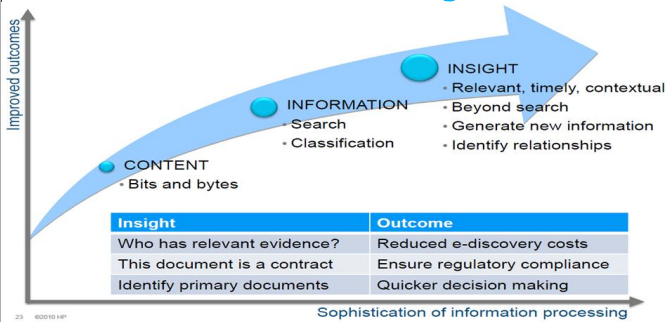 Improved outcomes
INSIGHT
• Relevant, timely, contextual
• Beyond search
• Generate new information
• Identify relationships
INFORMATION
• Search
• Classification
CONTENT
• Bits and bytes
Insight Outcome
Who has relevant evidence? Reduced e-discovery costs
This document is a contract Ensure regulatory compliance
Identify primary documents Quicker decision making
Sophistication of information processing
23 ©2010 HP